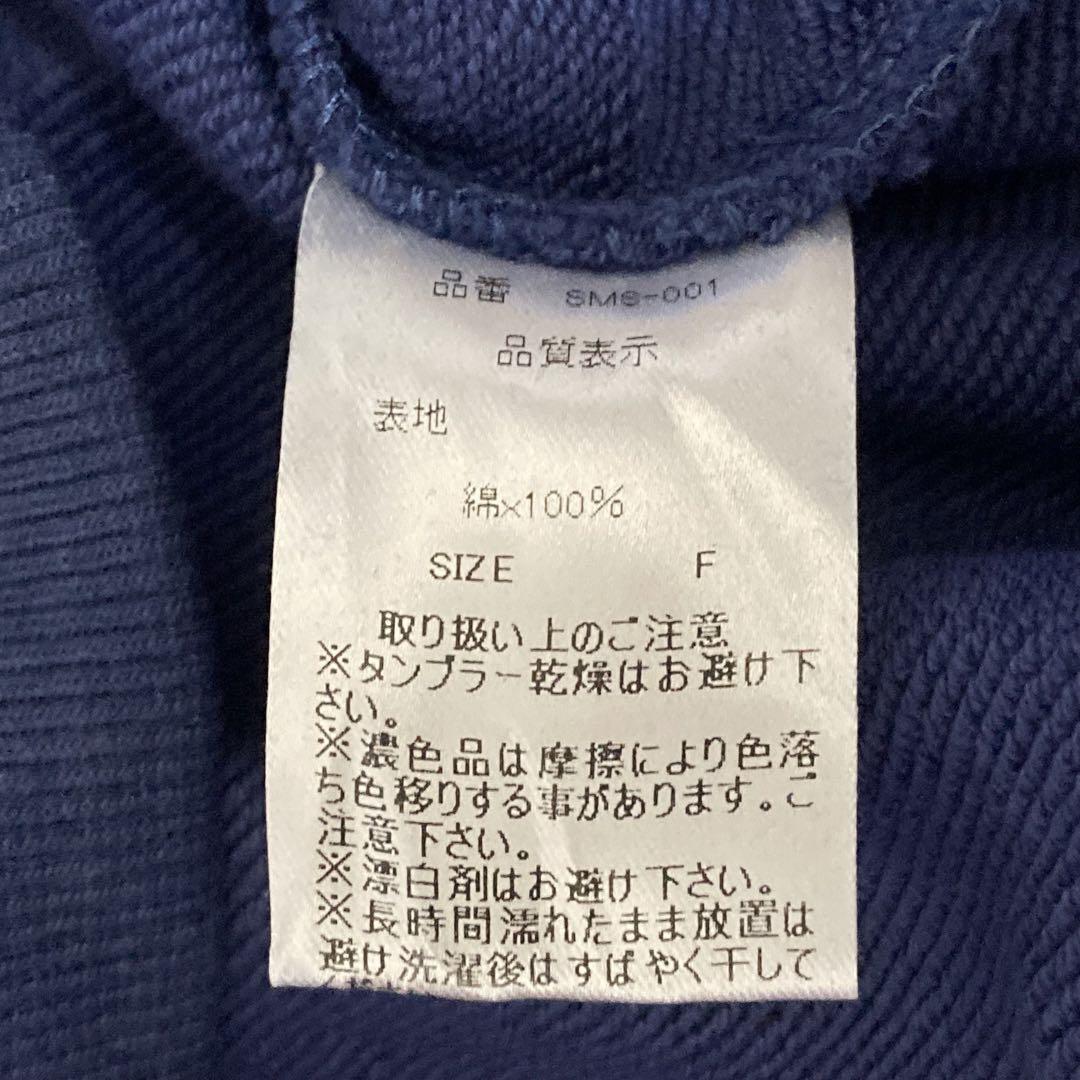 品番 SMS-001
品質表示
表地
綿x100%
SIZE F
取り扱い上のご注意
※タンブラー乾燥はお避け下
さい。
※濃色品は摩擦により色落
ち色移りする事があります。ご
注意下さい。
※漂白剤はお避け下さい。
※長時間濡れたまま放置は
避け洗濯後はすばやく干して